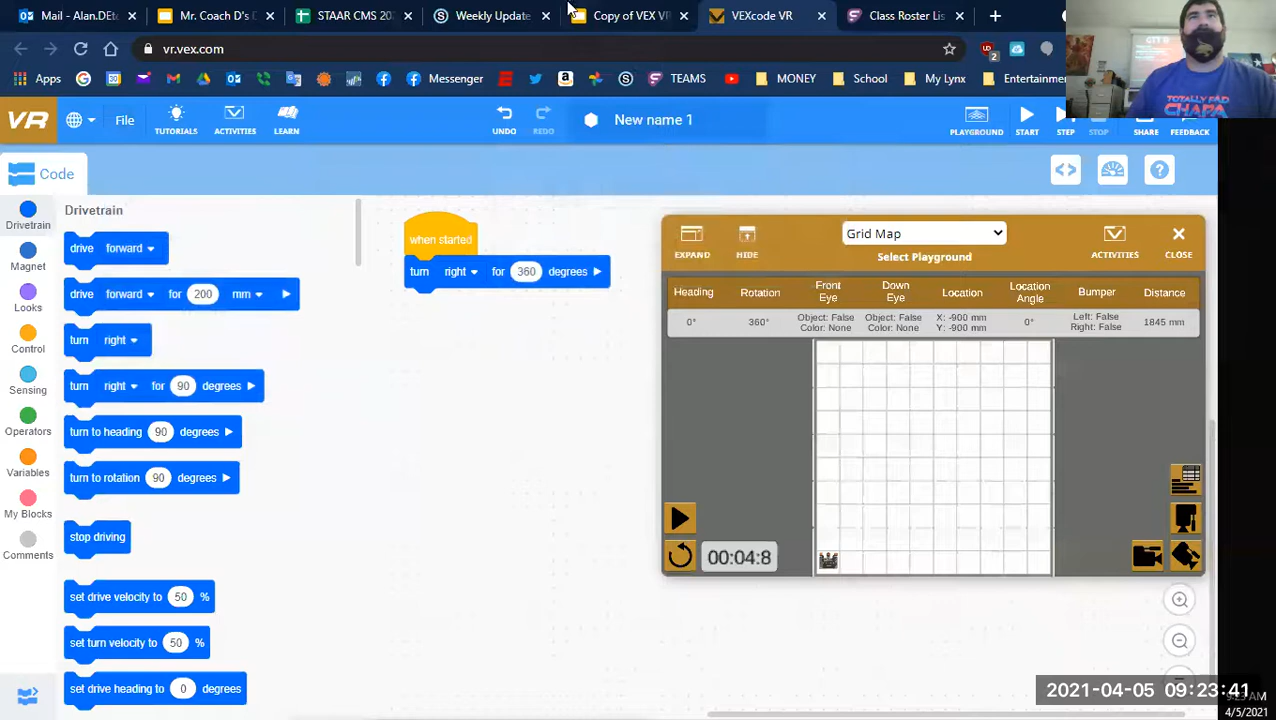 Mail - Alan.DEto
Mr. Coach D's D
STAAR CMS 202
Weekly Update
Copy of VEX VR
VEXcode VR
Class Roster
vr.vex.com
2
Apps
Messenger
TEAMS
MONEY
School
My Lynx
Entertainm
VR
File
TUTORIALS
ACTIVITIES
LEARN
UNDO
REDO
New name 1
PLAYGROUND
START
STEP
STOP
SHARE
FEEDBACK
TOTALLY RAD
Code
Drivetrain
Magnet
Looks
Control
Sensing
Operators
Variables
My Blocks
Comments
Drivetrain
drive forward
drive forward for 200 mm
turn right
turn right for 90 degrees
turn to heading 90 degrees
turn to rotation 90 degrees
stop driving
set drive velocity to 50 %
set turn velocity to 50 %
set drive heading to 0 degrees
when started
turn right for 360 degrees
EXPAND
HIDE
Grid Map
Select Playground
ACTIVITIES
CLOSE
Heading Rotation Front Eye Down Eye Location Location Angle Bumper Distance
0° 360° Object: False Color: None Object: False Color: None X: -900 mm Y: -900 mm 0° Left: False Right: False 1845 mm
00:04:8
2021-04-05 09:23:41
4/5/2021